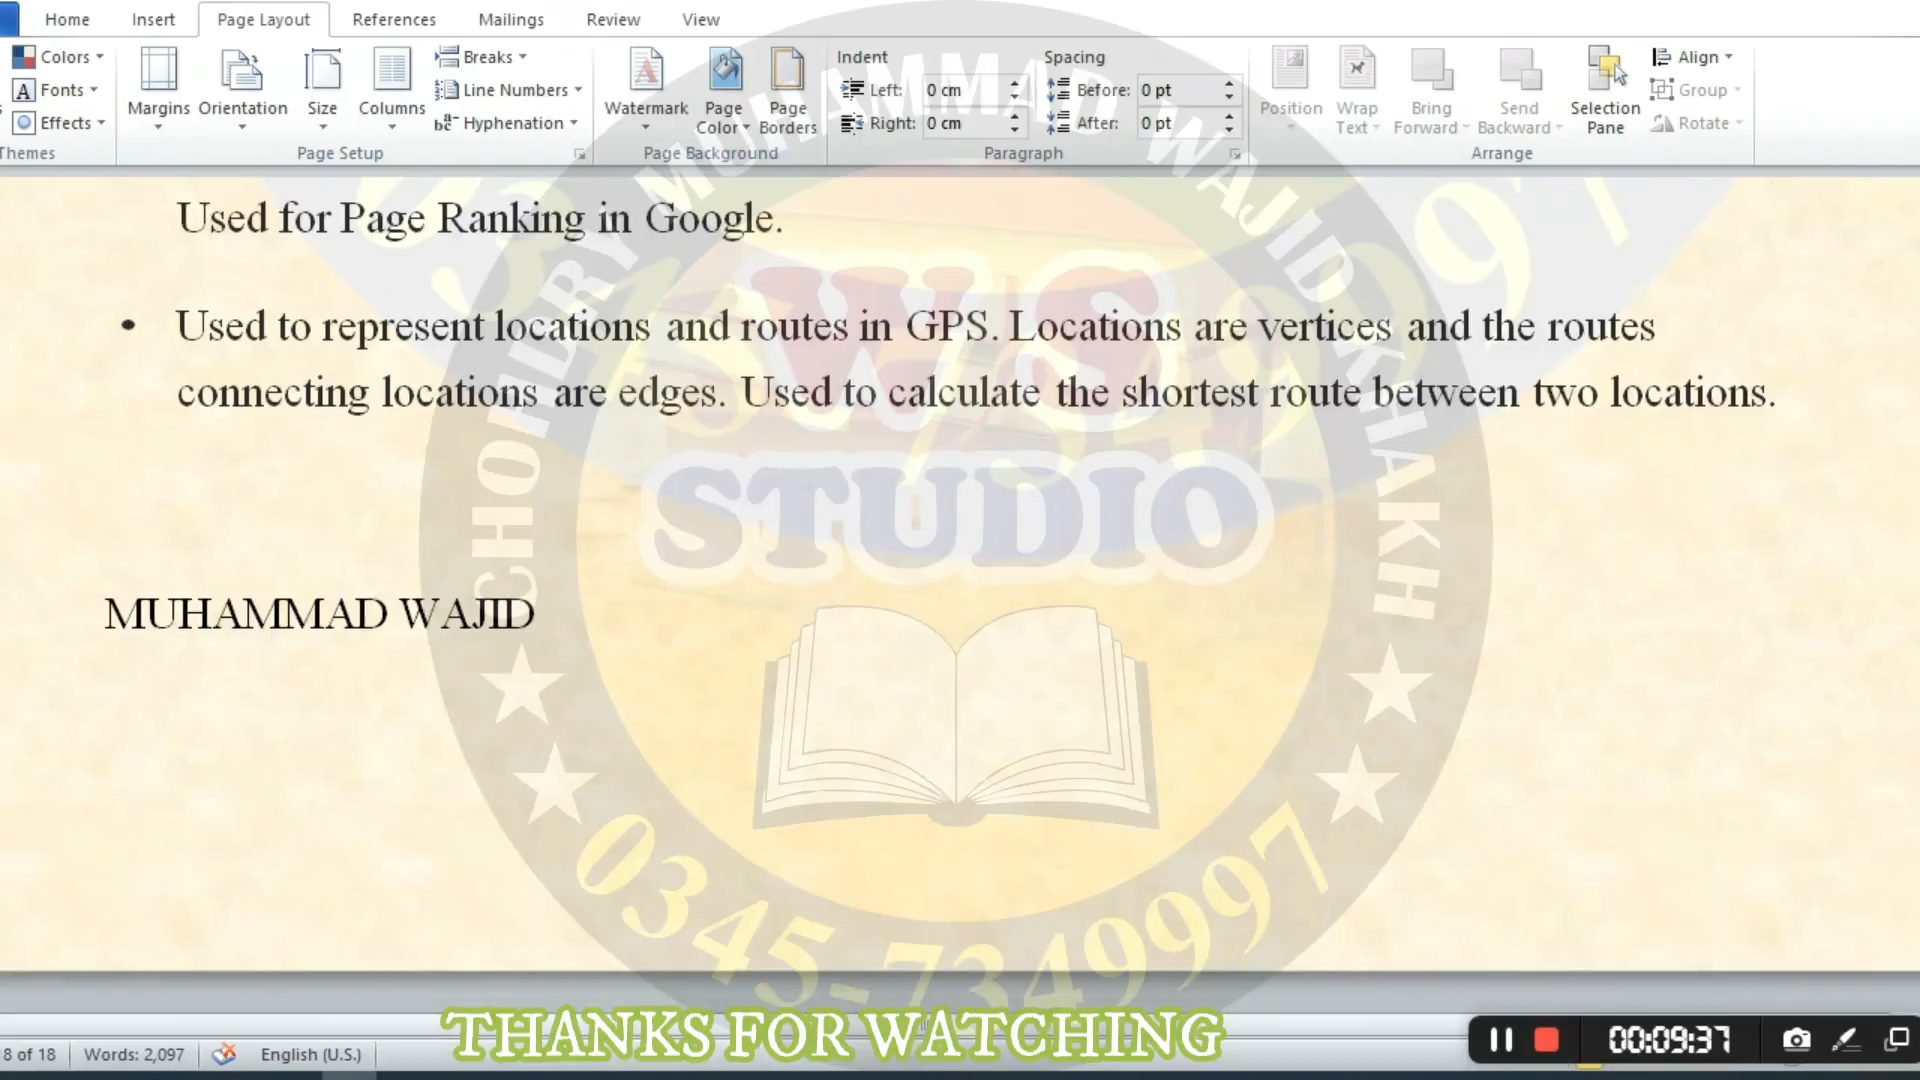 Home Insert Page Layout References Mailings Review View
Colors Fonts Effects
Themes
Margins Orientation Size Columns
Breaks Line Numbers Hyphenation
Page Setup
Watermark Page Color Page Borders
Page Background
Indent
Left: 0 cm
Right: 0 cm
Spacing
Before: 0 pt
After: 0 pt
Paragraph
Position Wrap Text Bring Forward Send Backward Selection Pane
Align Group Rotate
Arrange
Used for Page Ranking in Google.
• Used to represent locations and routes in GPS. Locations are vertices and the routes
connecting locations are edges. Used to calculate the shortest route between two locations.
MUHAMMAD WAJID
CHOHDRY MUHAMMAD WAJID KHAKH
WS
STUDIO
0345-7349997
THANKS FOR WATCHING
8 of 18 Words: 2,097 English (U.S.)
00:09:37